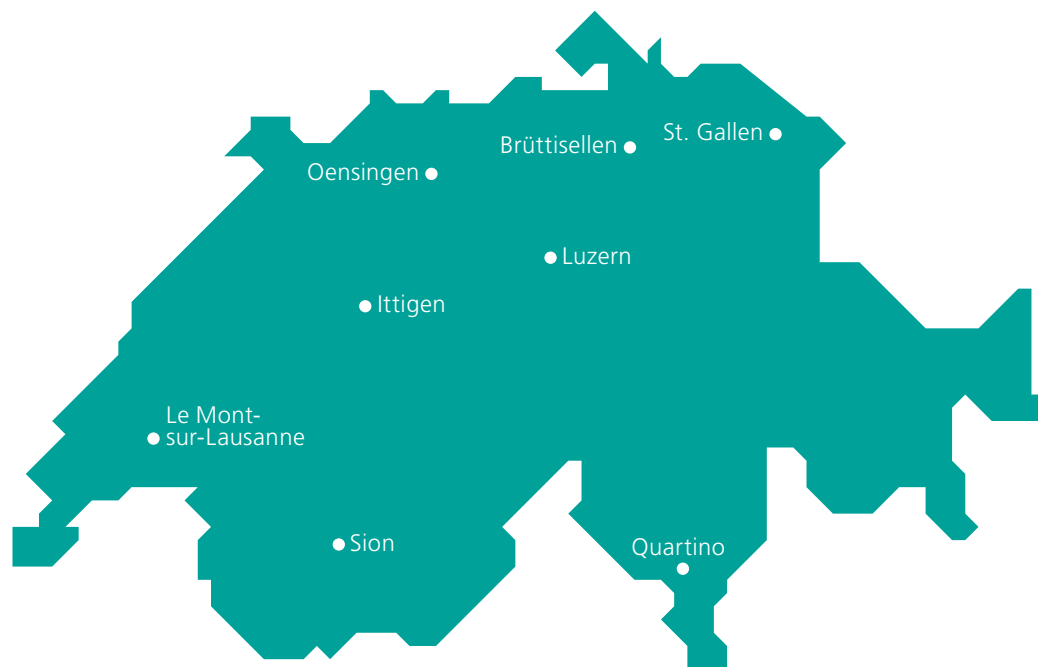 St. Gallen
Brüttisellen
Oensingen
Luzern
Ittigen
Le Mont-
sur-Lausanne
Sion
Quartino